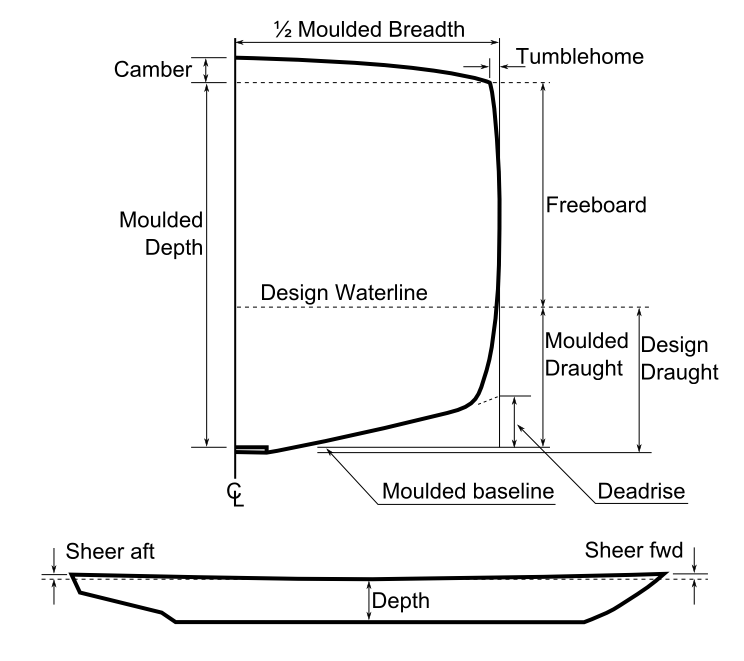 ½ Moulded Breadth
Tumblehome
Camber
Moulded
Depth
Freeboard
Design Waterline
Moulded
Draught
Design
Draught
℄
Moulded baseline
Deadrise
Sheer aft
Sheer fwd
Depth